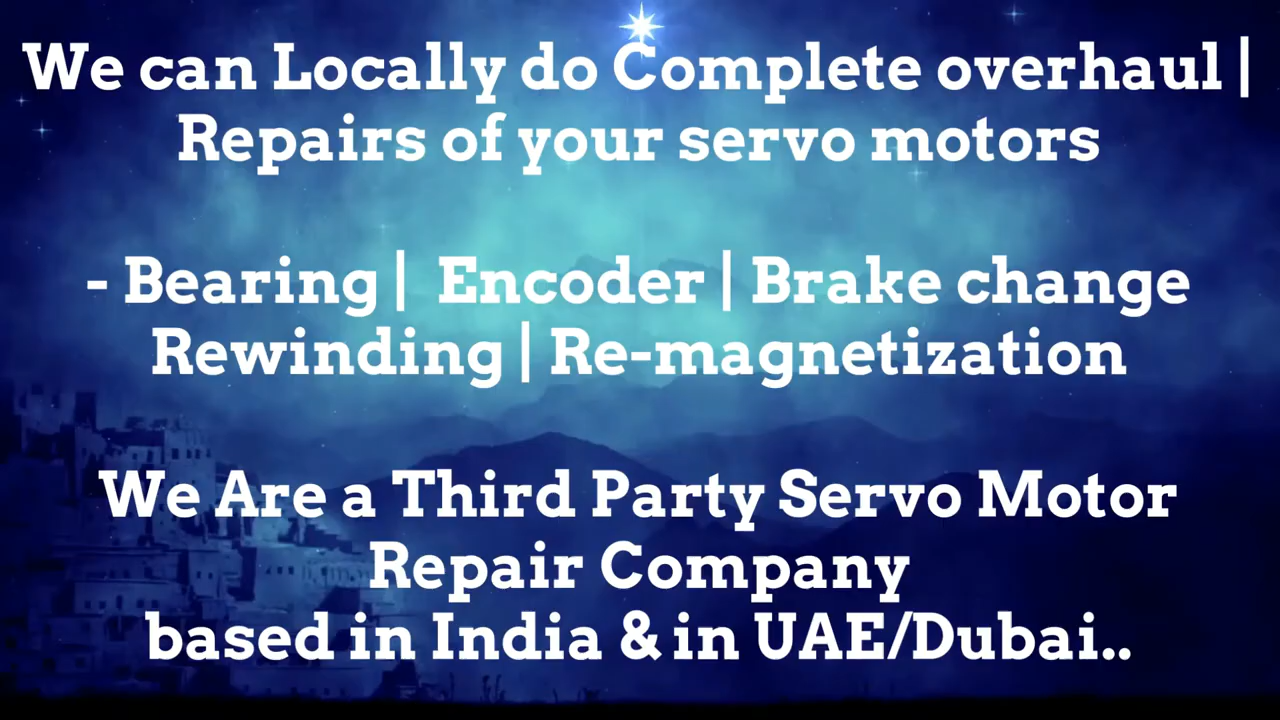 We can Locally do Complete overhaul |
Repairs of your servo motors
- Bearing | Encoder | Brake change
Rewinding | Re-magnetization
We Are a Third Party Servo Motor
Repair Company
based in India & in UAE/Dubai..